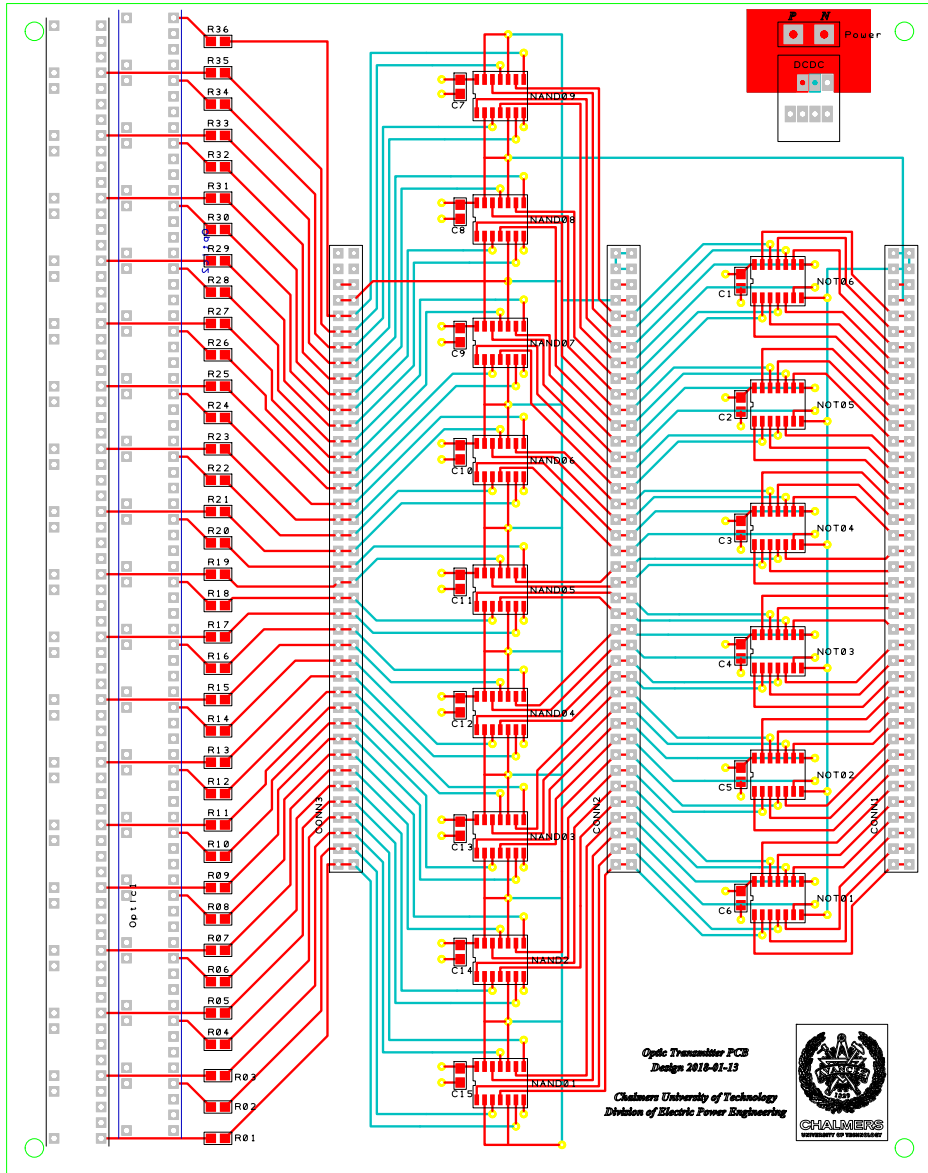 P N
Power
DCDC
R36
R35
R34
R33
R32
R31
R30
R29
R28
R27
R26
R25
R24
R23
R22
R21
R20
R19
R18
R17
R16
R15
R14
R13
R12
R11
R10
R09
R08
R07
R06
R05
R04
R03
R02
R01
Optic1
CONN3
C7
NAND09
C8
NAND08
C9
NAND07
C10
NAND06
C11
NAND05
C12
NAND04
C13
NAND03
C14
NAND2
C15
NAND01
CONN2
C1
NOT06
C2
NOT05
C3
NOT04
C4
NOT03
C5
NOT02
C6
NOT01
CONN1
Optic Transmitter PCB
Design 2018-01-13
Chalmers University of Technology
Division of Electric Power Engineering
AVANCEZ
1829
CHALMERS
UNIVERSITY OF TECHNOLOGY